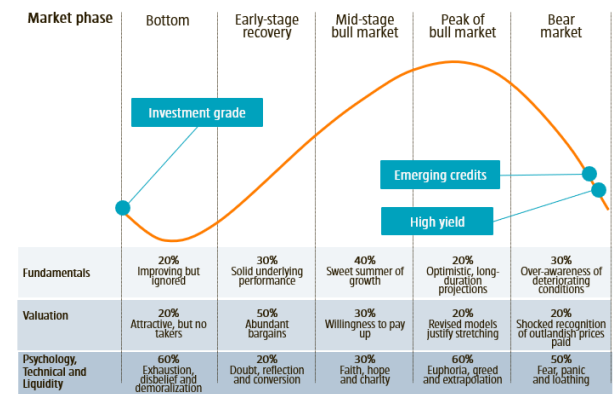 Market phase
Bottom
Early-stage
recovery
Mid-stage
bull market
Peak of
bull market
Bear
market
Investment grade
Emerging credits
High yield
Fundamentals
20%
Improving but
ignored
30%
Solid underlying
performance
40%
Sweet summer of
growth
20%
Optimistic, long-
duration
projections
30%
Over-awareness of
deteriorating
conditions
Valuation
20%
Attractive, but no
takers
50%
Abundant
bargains
30%
Willingness to pay
up
20%
Revised models
justify stretching
20%
Shocked recognition
of outlandish prices
paid
Psychology,
Technical and
Liquidity
60%
Exhaustion,
disbelief and
demoralization
20%
Doubt, reflection
and conversion
30%
Faith, hope
and charity
60%
Euphoria, greed
and extrapolation
50%
Fear, panic
and loathing